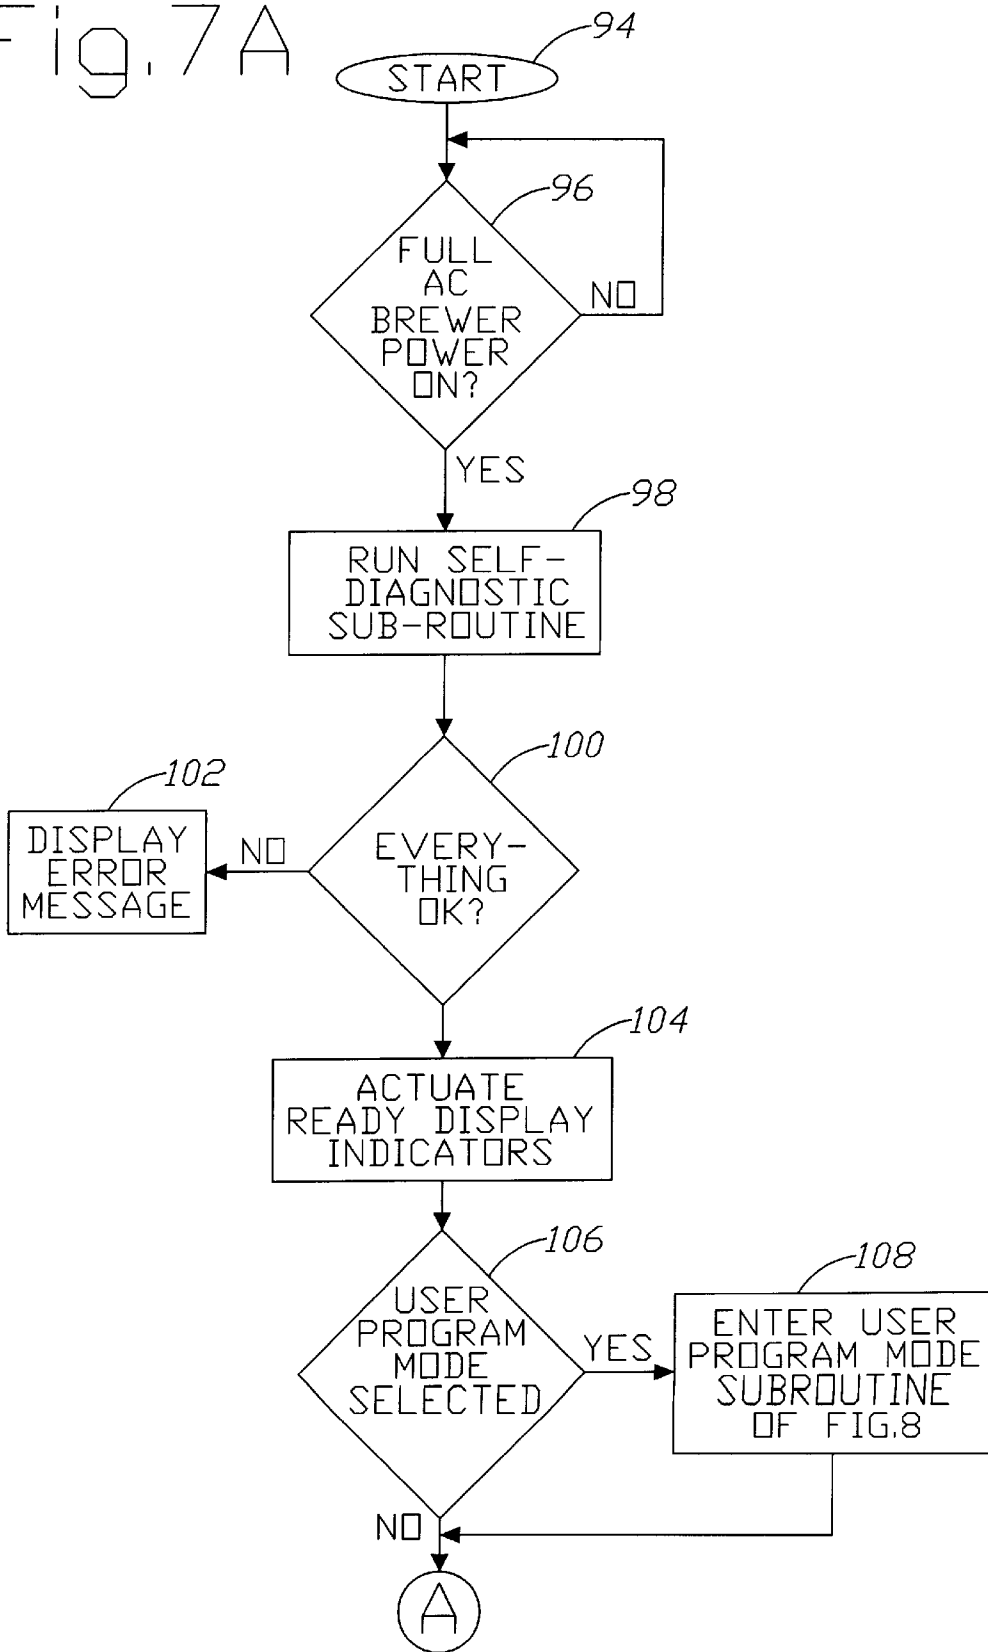 Fig.7A
94
START
96
FULL
AC
BREWER
POWER
ON?
NO
YES
98
RUN SELF-
DIAGNOSTIC
SUB-ROUTINE
100
102
EVERY-
THING
OK?
NO
DISPLAY
ERROR
MESSAGE
104
ACTUATE
READY DISPLAY
INDICATORS
106
USER
PROGRAM
MODE
SELECTED
YES
108
ENTER USER
PROGRAM MODE
SUBROUTINE
OF FIG.8
NO
A